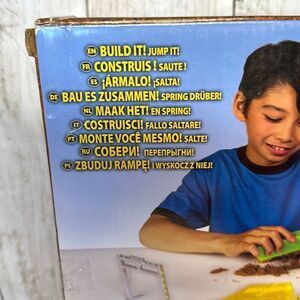 EN BUILD IT! JUMP IT!
FR CONSTRUIS ! SAUTE !
ES ¡ÁRMALO! ¡SALTA!
DE BAU ES ZUSAMMEN! SPRING DRÜBER!
NL MAAK HET! EN SPRING!
IT COSTRUISCI! FALLO SALTARE!
PT MONTE VOCÊ MESMO! SALTE!
RU СОБЕРИ! ПЕРЕПРЫГНИ!
PL ZBUDUJ RAMPĘ! I WYSKOCZ Z NIEJ!